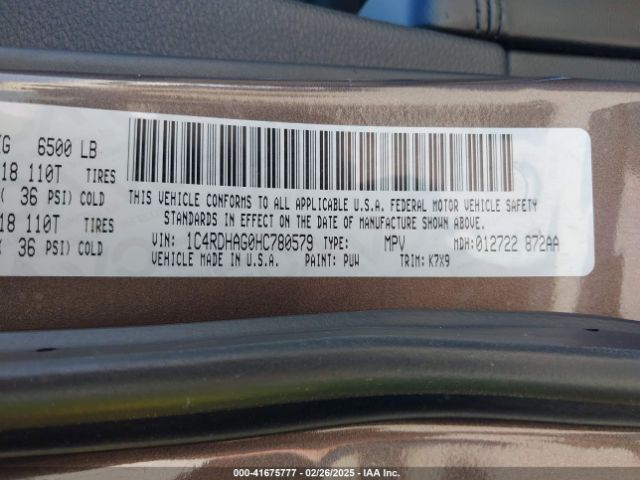 KG 6500 LB
18 110T TIRES
( 36 PSI) COLD
18 110T TIRES
( 36 PSI) COLD
THIS VEHICLE CONFORMS TO ALL APPLICABLE U.S.A. FEDERAL MOTOR VEHICLE SAFETY
STANDARDS IN EFFECT ON THE DATE OF MANUFACTURE SHOWN ABOVE.
VIN: 1C4RDHAG0HC780579 TYPE: MPV MDH: 012722 872AA
VEHICLE MADE IN U.S.A. PAINT: PUW TRIM: K7X9
000-41675777 - 02/26/2025 - IAA Inc.